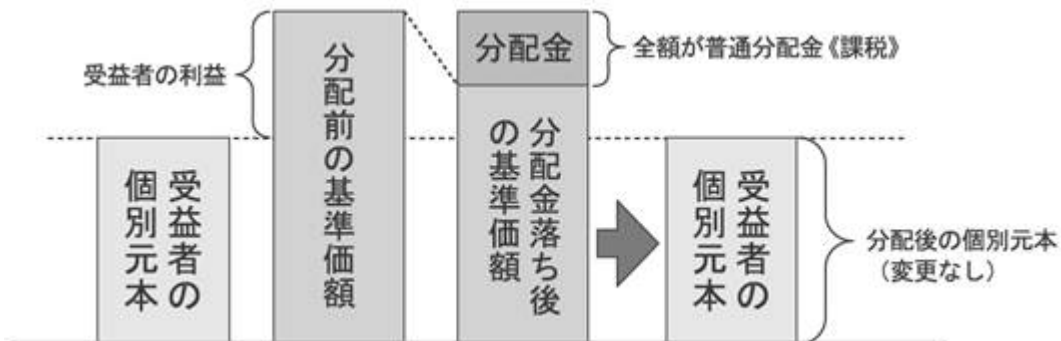 受益者の利益
受益者の
個別元本
分配前の基準価額
分配金
全額が普通分配金《課税》
分配金落ち後
の基準価額
受益者の
個別元本
分配後の個別元本
（変更なし）